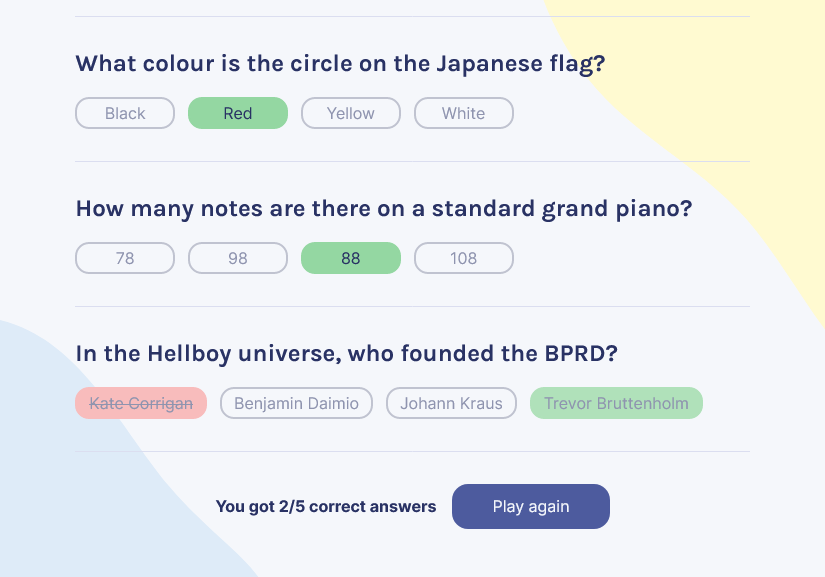 What colour is the circle on the Japanese flag?
Black Red Yellow White
How many notes are there on a standard grand piano?
78 98 88 108
In the Hellboy universe, who founded the BPRD?
Kate Corrigan Benjamin Daimio Johann Kraus Trevor Bruttenholm
You got 2/5 correct answers Play again